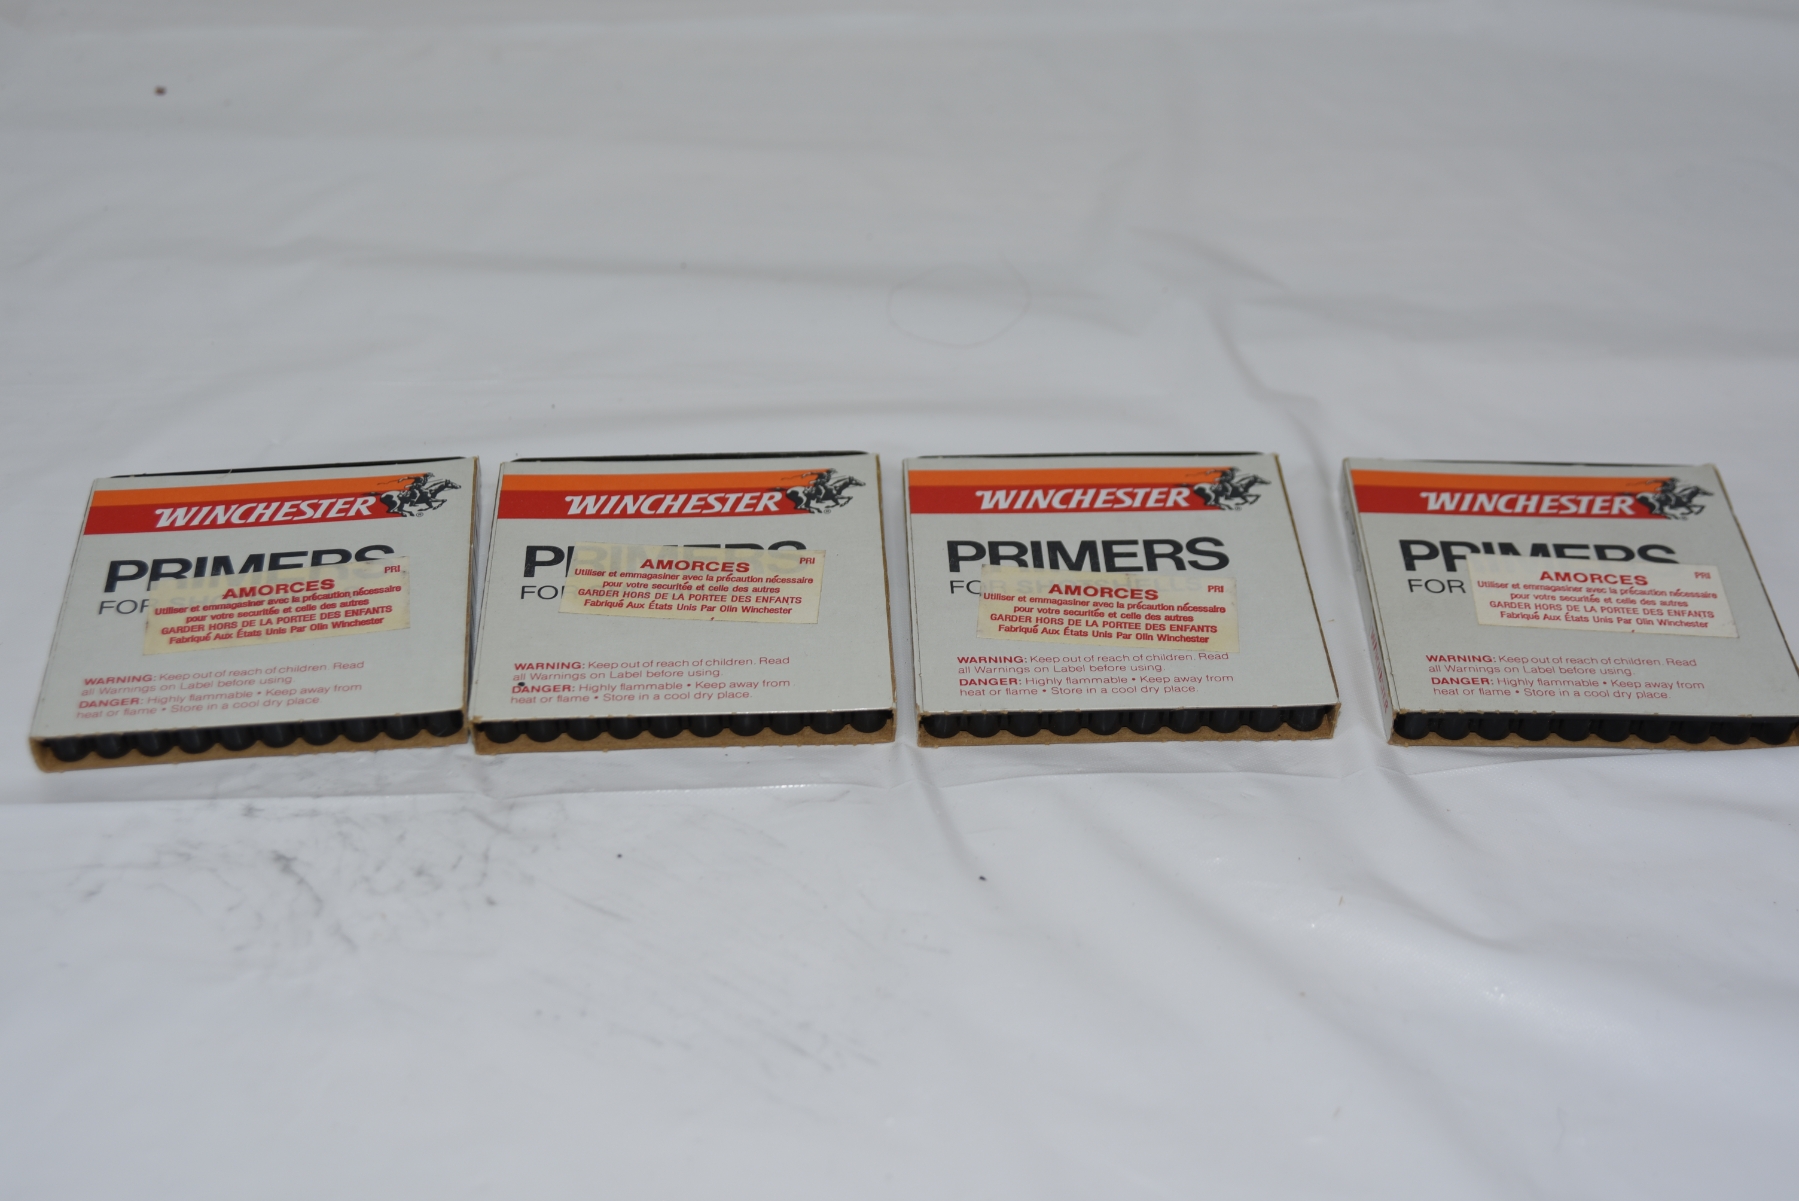 WINCHESTER
PRIMERS
FOR SHOTSHELLS
AMORCES PRI
Utiliser et emmagasiner avec la précaution nécessaire
pour votre securitée et celle des autres
GARDER HORS DE LA PORTEE DES ENFANTS
Fabriqué Aux États Unis Par Olin Winchester
WARNING: Keep out of reach of children. Read
all Warnings on Label before using.
DANGER: Highly flammable • Keep away from
heat or flame • Store in a cool dry place.
WINCHESTER
PRIMERS
FOR
AMORCES PRI
Utiliser et emmagasiner avec la précaution nécessaire
pour votre securitée et celle des autres
GARDER HORS DE LA PORTEE DES ENFANTS
Fabriqué Aux États Unis Par Olin Winchester
WARNING: Keep out of reach of children. Read
all Warnings on Label before using.
DANGER: Highly flammable • Keep away from
heat or flame • Store in a cool dry place.
WINCHESTER
PRIMERS
FOR SHOTSHELLS
AMORCES PRI
Utiliser et emmagasiner avec la précaution nécessaire
pour votre securitée et celle des autres
GARDER HORS DE LA PORTEE DES ENFANTS
Fabriqué Aux États Unis Par Olin Winchester
WARNING: Keep out of reach of children. Read
all Warnings on Label before using.
DANGER: Highly flammable • Keep away from
heat or flame • Store in a cool dry place.
WINCHESTER
PRIMERS
FOR
AMORCES PRI
Utiliser et emmagasiner avec la précaution nécessaire
pour votre securitée et celle des autres
GARDER HORS DE LA PORTEE DES ENFANTS
Fabriqué Aux États Unis Par Olin Winchester
WARNING: Keep out of reach of children. Read
all Warnings on Label before using.
DANGER: Highly flammable • Keep away from
heat or flame • Store in a cool dry place.